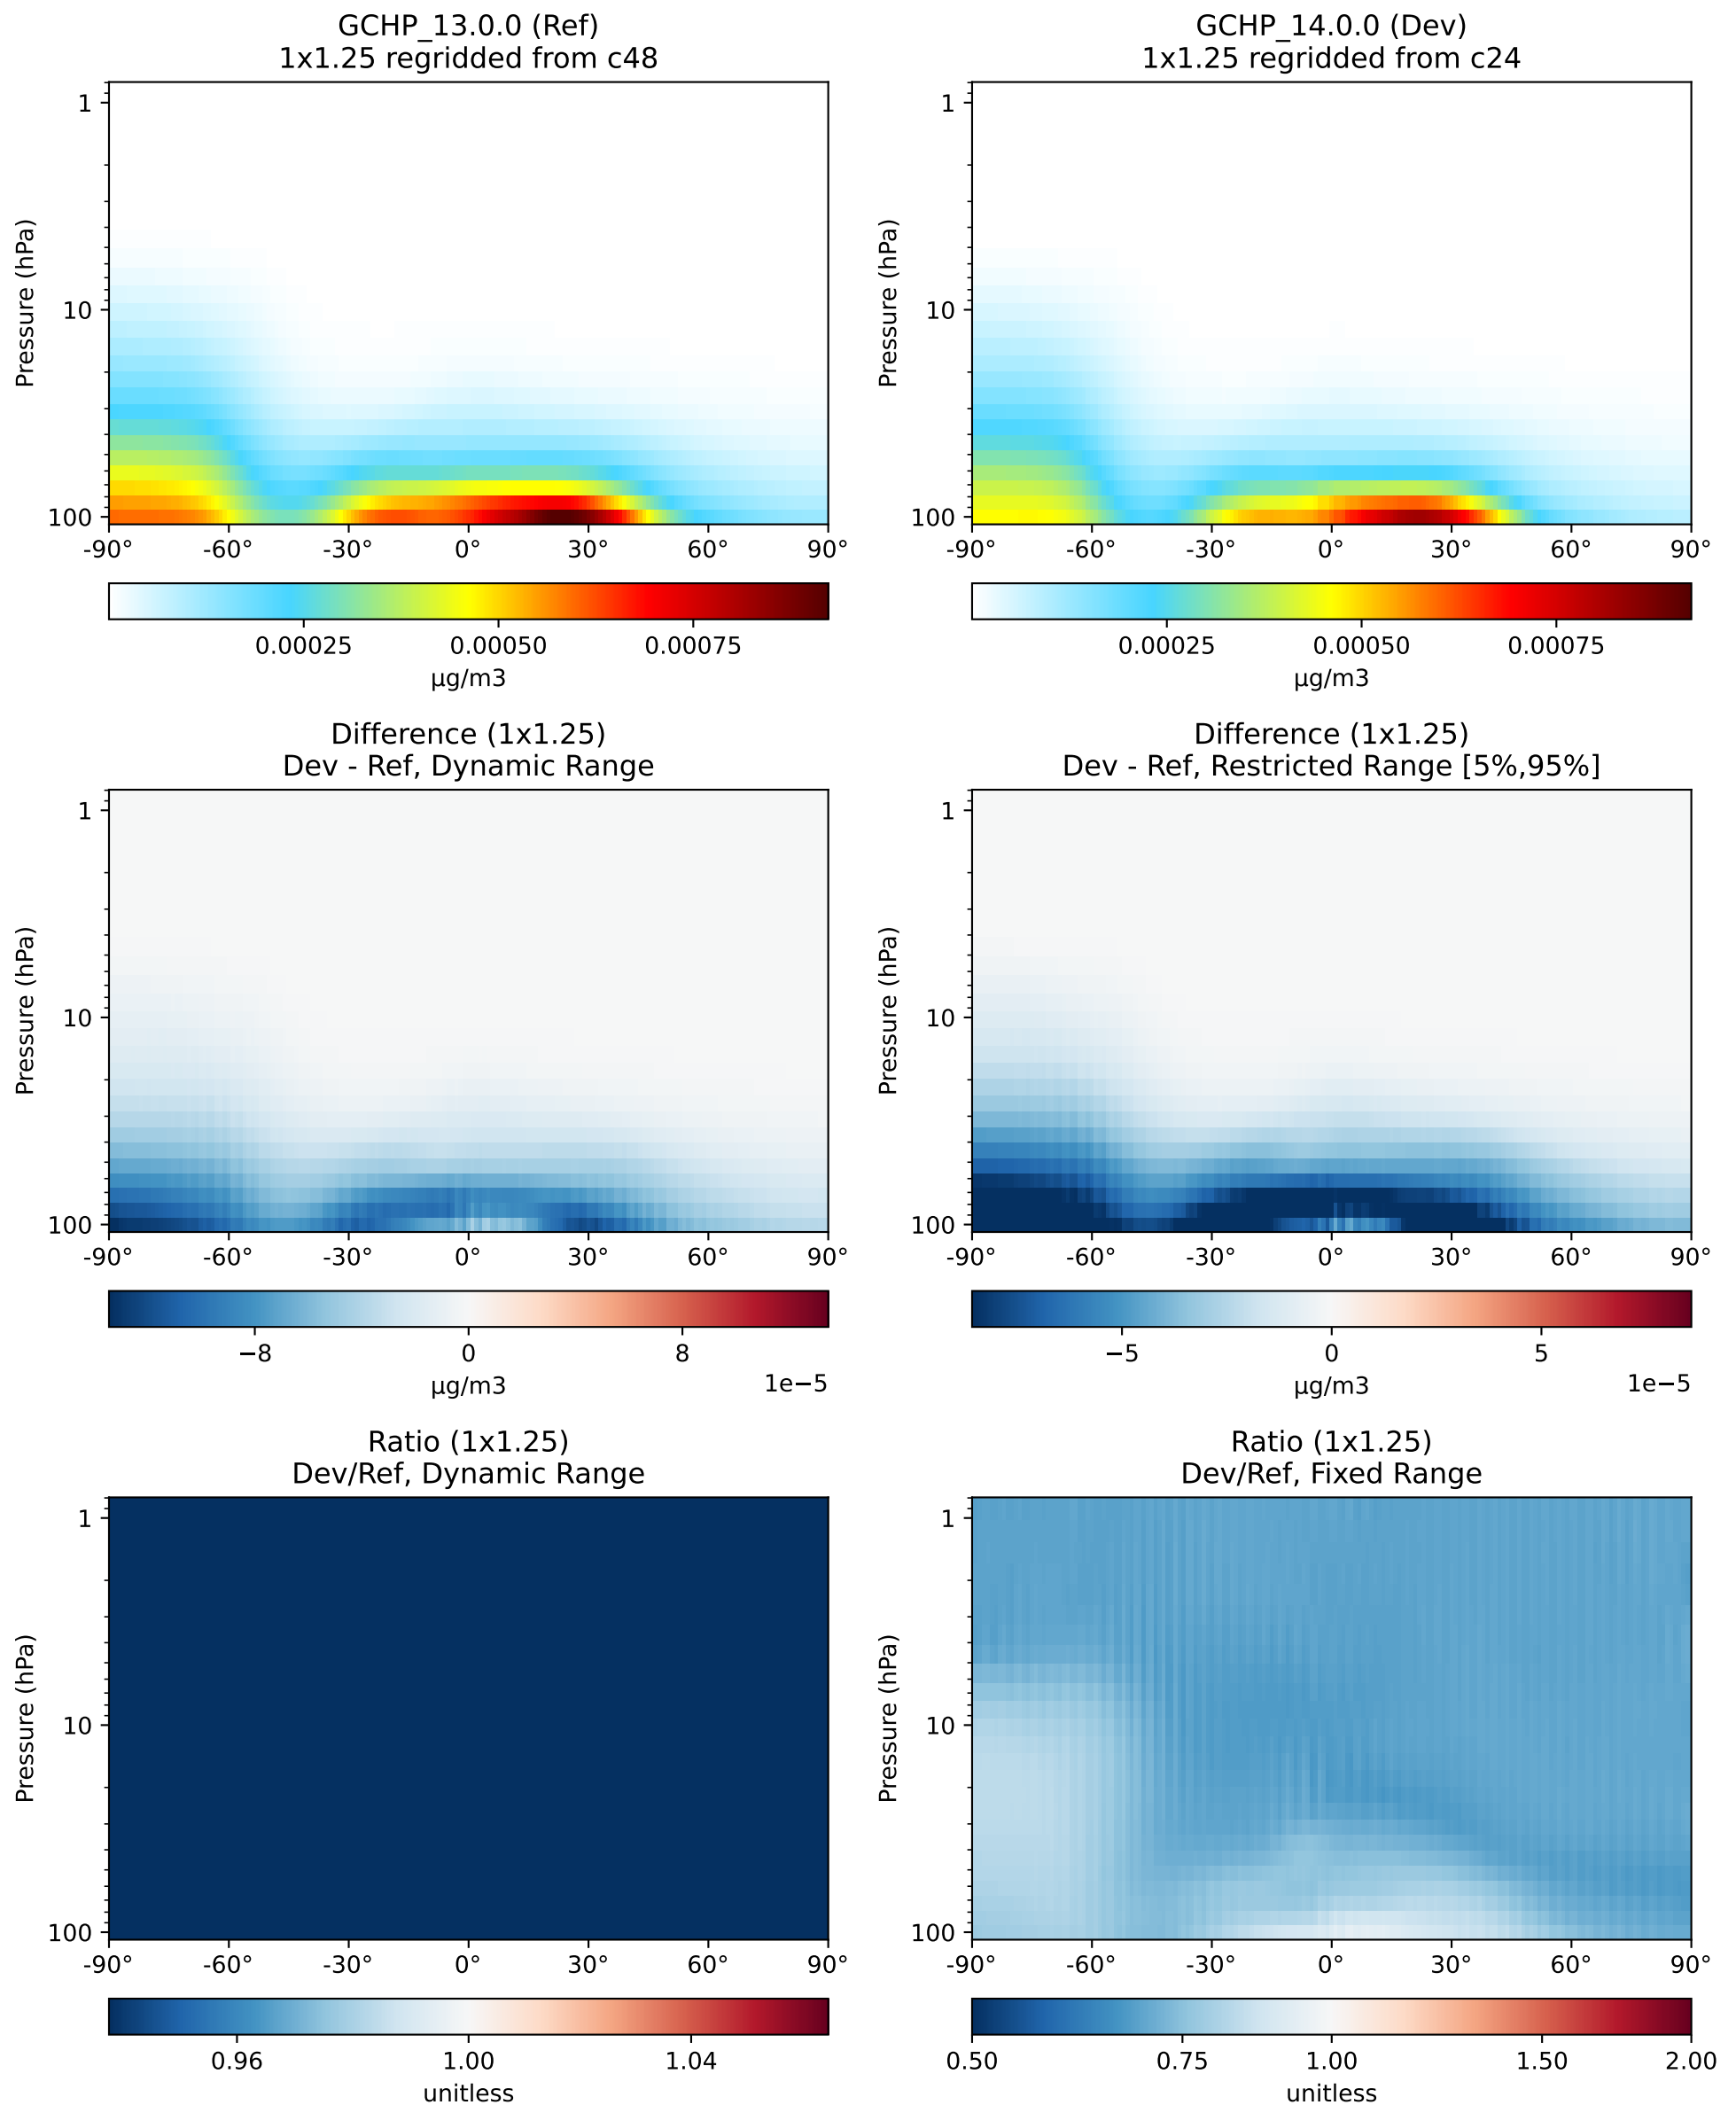 GCHP_13.0.0 (Ref)
1x1.25 regridded from c48
Pressure (hPa)
1
10
100
-90° -60° -30° 0° 30° 60° 90°
0.00025 0.00050 0.00075
µg/m3
GCHP_14.0.0 (Dev)
1x1.25 regridded from c24
Pressure (hPa)
1
10
100
-90° -60° -30° 0° 30° 60° 90°
0.00025 0.00050 0.00075
µg/m3
Difference (1x1.25)
Dev - Ref, Dynamic Range
Pressure (hPa)
1
10
100
-90° -60° -30° 0° 30° 60° 90°
−8 0 8
µg/m3
1e−5
Difference (1x1.25)
Dev - Ref, Restricted Range [5%,95%]
Pressure (hPa)
1
10
100
-90° -60° -30° 0° 30° 60° 90°
−5 0 5
µg/m3
1e−5
Ratio (1x1.25)
Dev/Ref, Dynamic Range
Pressure (hPa)
1
10
100
-90° -60° -30° 0° 30° 60° 90°
0.96 1.00 1.04
unitless
Ratio (1x1.25)
Dev/Ref, Fixed Range
Pressure (hPa)
1
10
100
-90° -60° -30° 0° 30° 60° 90°
0.50 0.75 1.00 1.50 2.00
unitless